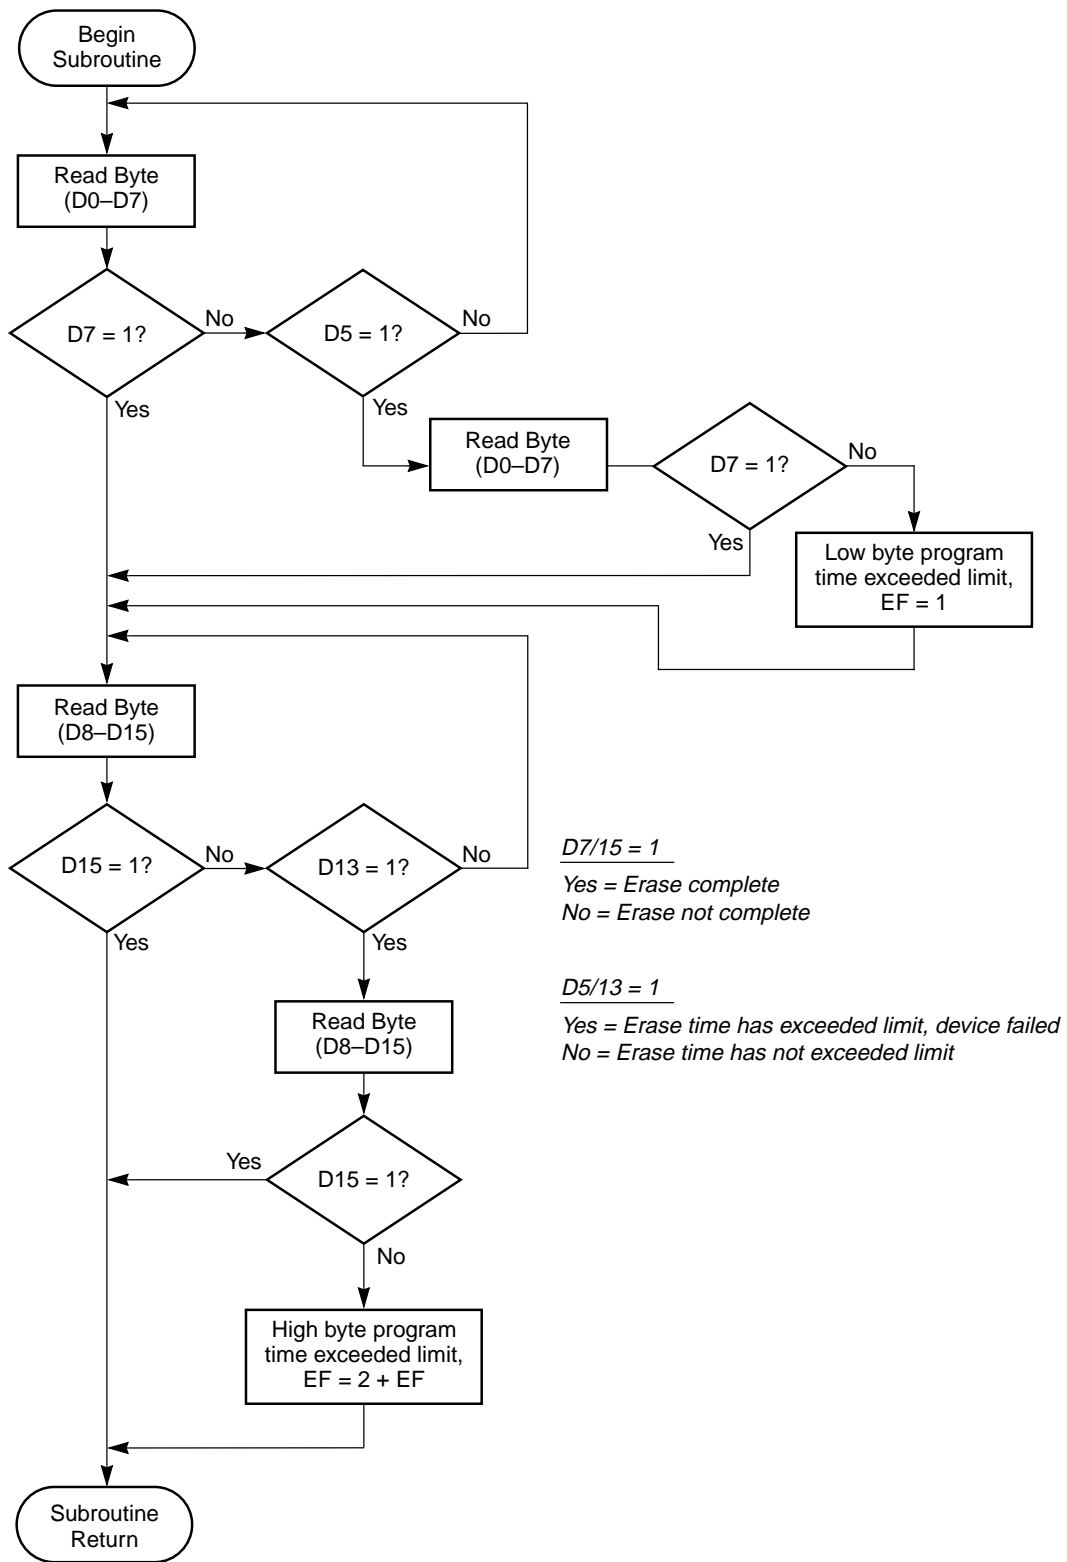 Begin
Subroutine
Read Byte
(D0–D7)
D7 = 1?
No
D5 = 1?
No
Yes
Yes
Read Byte
(D0–D7)
D7 = 1?
No
Yes
Low byte program
time exceeded limit,
EF = 1
Read Byte
(D8–D15)
D15 = 1?
No
D13 = 1?
No
Yes
Yes
D7/15 = 1
Yes = Erase complete
No = Erase not complete
D5/13 = 1
Yes = Erase time has exceeded limit, device failed
No = Erase time has not exceeded limit
Read Byte
(D8–D15)
Yes
D15 = 1?
No
High byte program
time exceeded limit,
EF = 2 + EF
Subroutine
Return